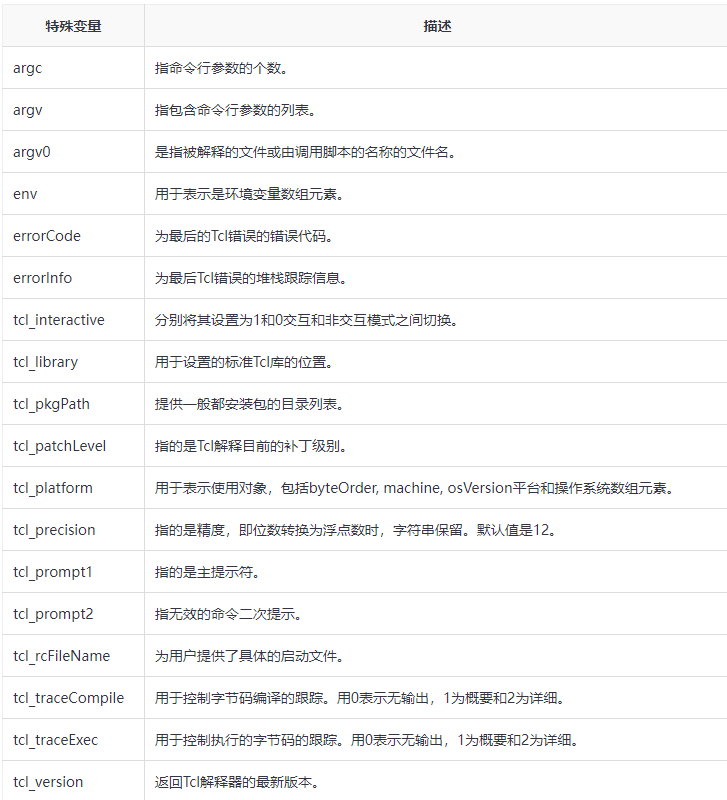 特殊变量 描述
argc 指命令行参数的个数。
argv 指包含命令行参数的列表。
argv0 是指被解释的文件或由调用脚本的名称的文件名。
env 用于表示是环境变量数组元素。
errorCode 为最后的Tcl错误的错误代码。
errorInfo 为最后Tcl错误的堆栈跟踪信息。
tcl_interactive 分别将其设置为1和0交互和非交互模式之间切换。
tcl_library 用于设置的标准Tcl库的位置。
tcl_pkgPath 提供一般都安装包的目录列表。
tcl_patchLevel 指的是Tcl解释目前的补丁级别。
tcl_platform 用于表示使用对象，包括byteOrder, machine, osVersion平台和操作系统数组元素。
tcl_precision 指的是精度，即位数转换为浮点数时，字符串保留。默认值是12。
tcl_prompt1 指的是主提示符。
tcl_prompt2 指无效的命令二次提示。
tcl_rcFileName 为用户提供了具体的启动文件。
tcl_traceCompile 用于控制字节码编译的跟踪。用0表示无输出，1为概要和2为详细。
tcl_traceExec 用于控制执行的字节码的跟踪。用0表示无输出，1为概要和2为详细。
tcl_version 返回Tcl解释器的最新版本。